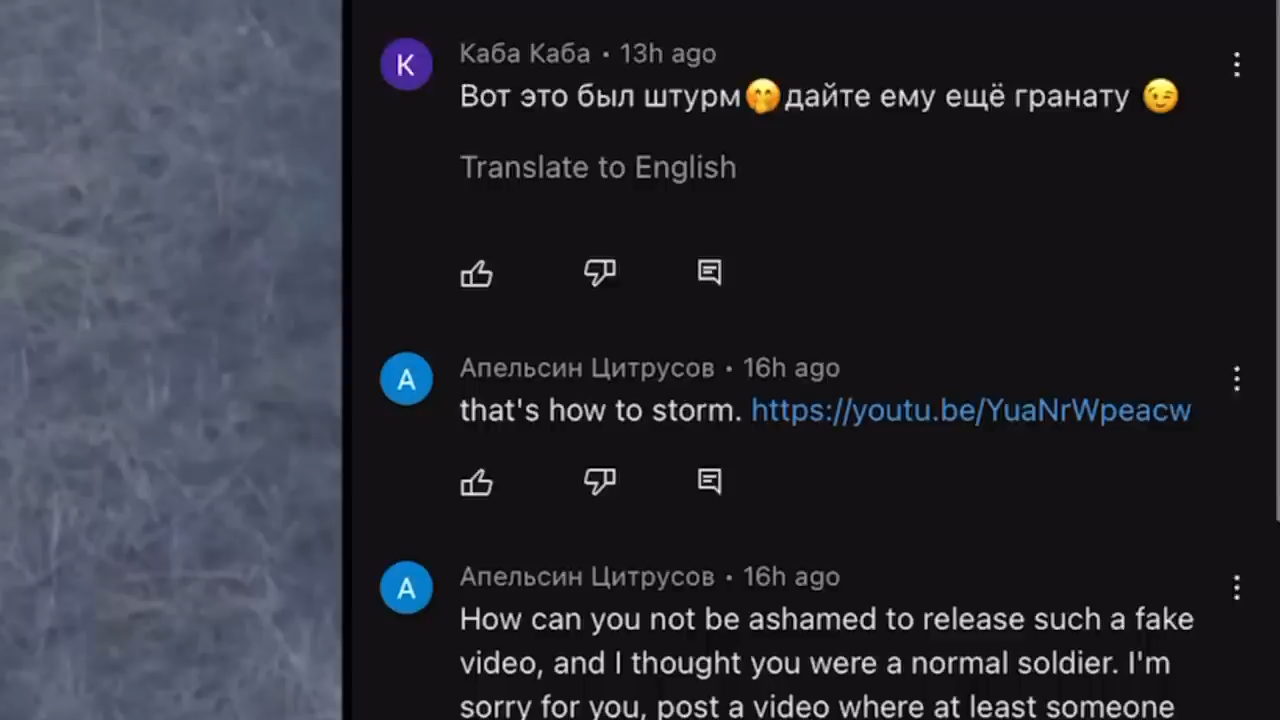 K
Каба Каба • 13h ago
Вот это был штурм🤭дайте ему ещё гранату 😉
Translate to English
А
Апельсин Цитрусов • 16h ago
that's how to storm. https://youtu.be/YuaNrWpeacw
А
Апельсин Цитрусов • 16h ago
How can you not be ashamed to release such a fake
video, and I thought you were a normal soldier. I'm
sorry for you, post a video where at least someone